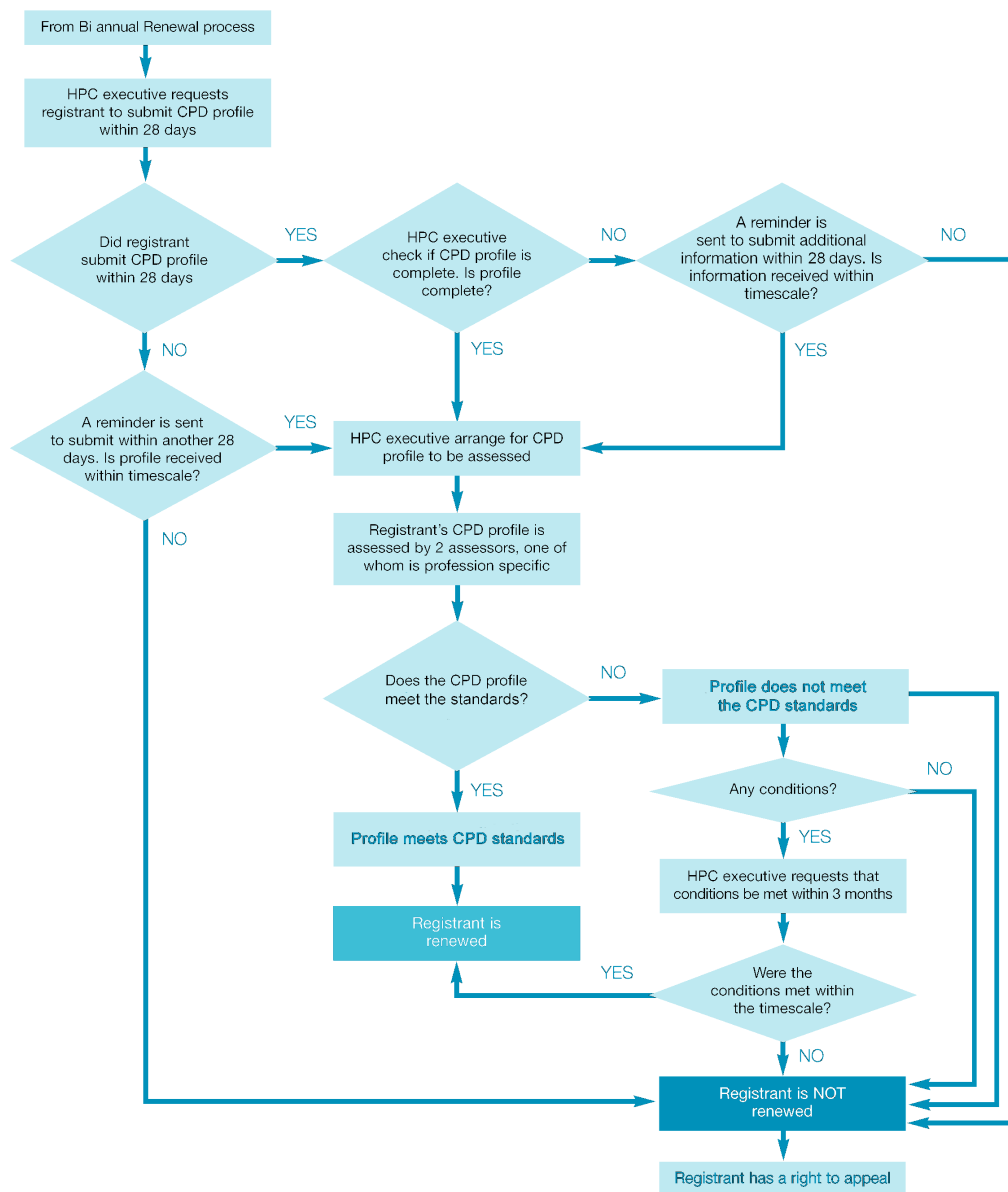 From Bi annual Renewal process
HPC executive requests
registrant to submit CPD profile
within 28 days
Did registrant
submit CPD profile
within 28 days
YES
HPC executive
check if CPD profile is
complete. Is profile
complete?
NO
A reminder is
sent to submit additional
information within 28 days. Is
information received within
timescale?
NO
NO
YES
YES
A reminder is sent
to submit within another 28
days. Is profile received
within timescale?
YES
HPC executive arrange for CPD
profile to be assessed
NO
Registrant's CPD profile is
assessed by 2 assessors, one of
whom is profession specific
Does the CPD profile
meet the standards?
NO
Profile does not meet
the CPD standards
YES
Any conditions?
NO
YES
Profile meets CPD standards
HPC executive requests that
conditions be met within 3 months
Registrant is
renewed
YES
Were the
conditions met within
the timescale?
NO
Registrant is NOT
renewed
Registrant has a right to appeal